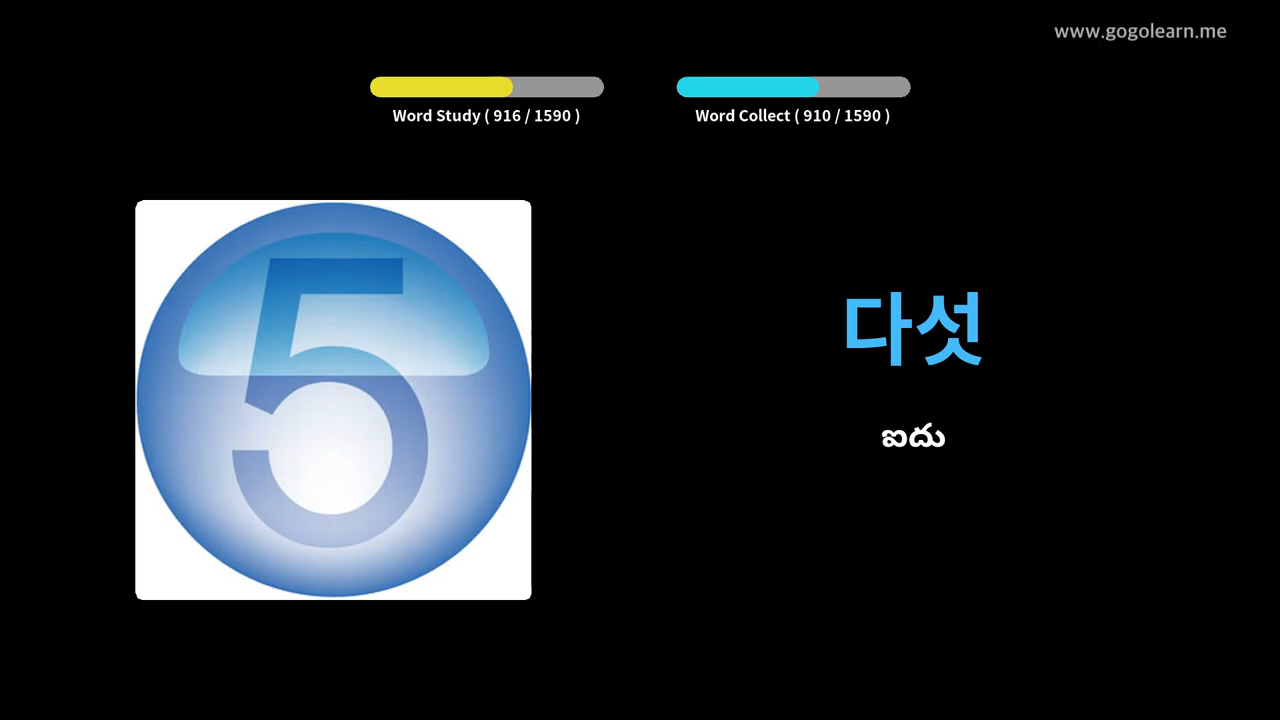 www.gogolearn.me
Word Study ( 916 / 1590 )
Word Collect ( 910 / 1590 )
5
다섯
ఐదు